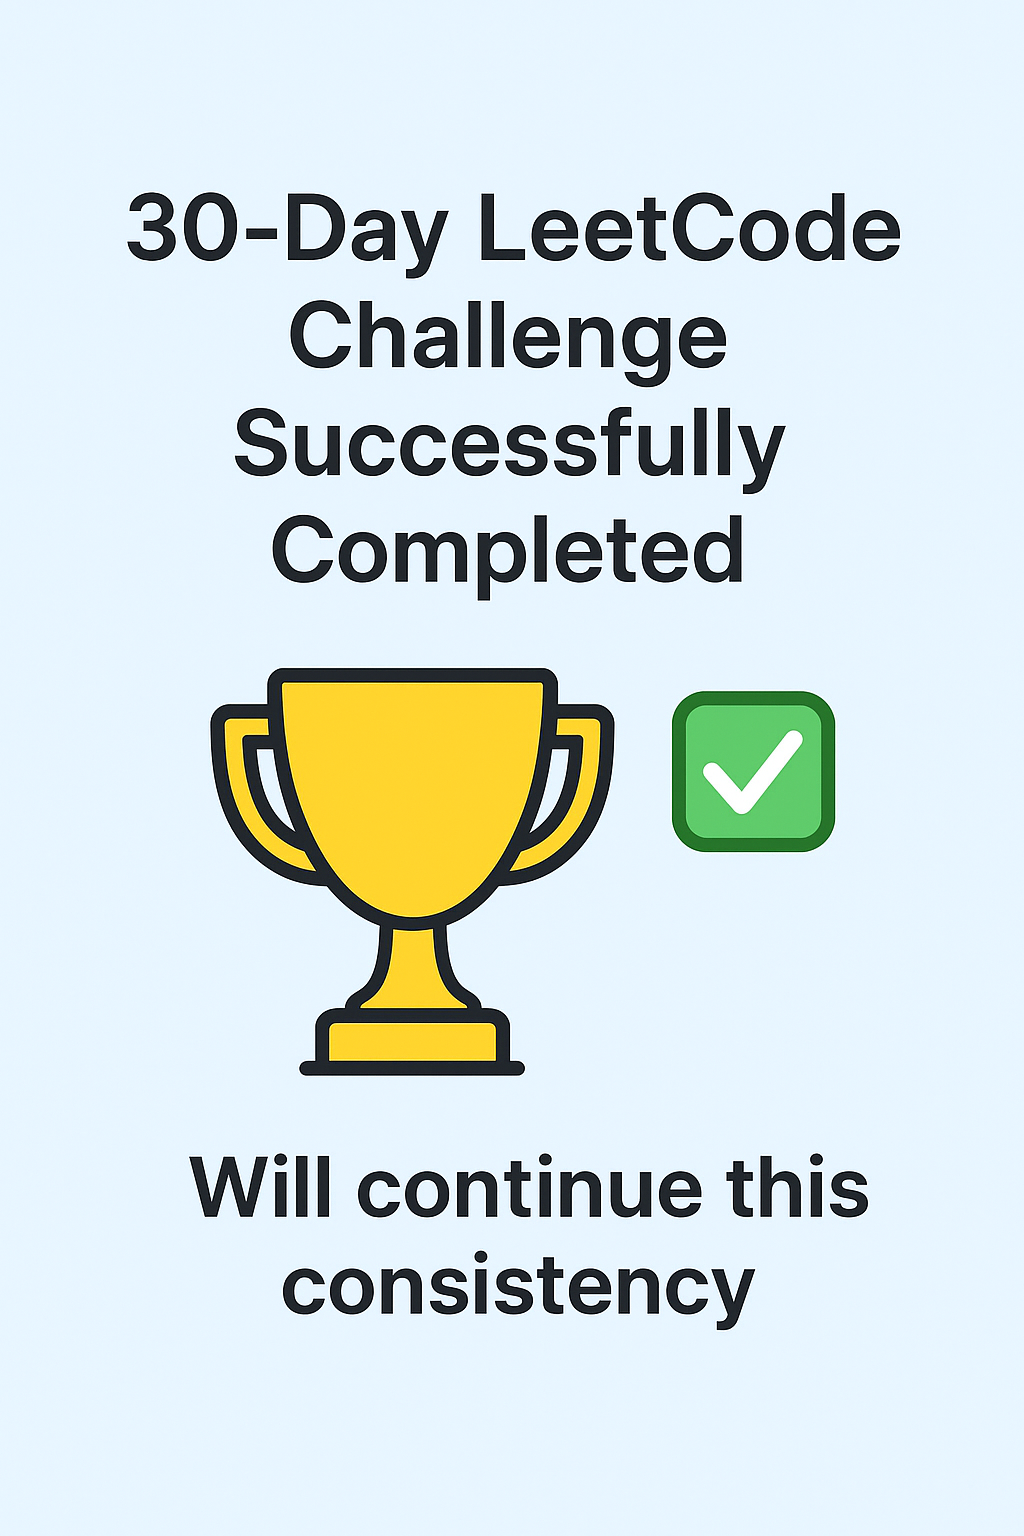 30-Day LeetCode
Challenge
Successfully
Completed
Will continue this
consistency